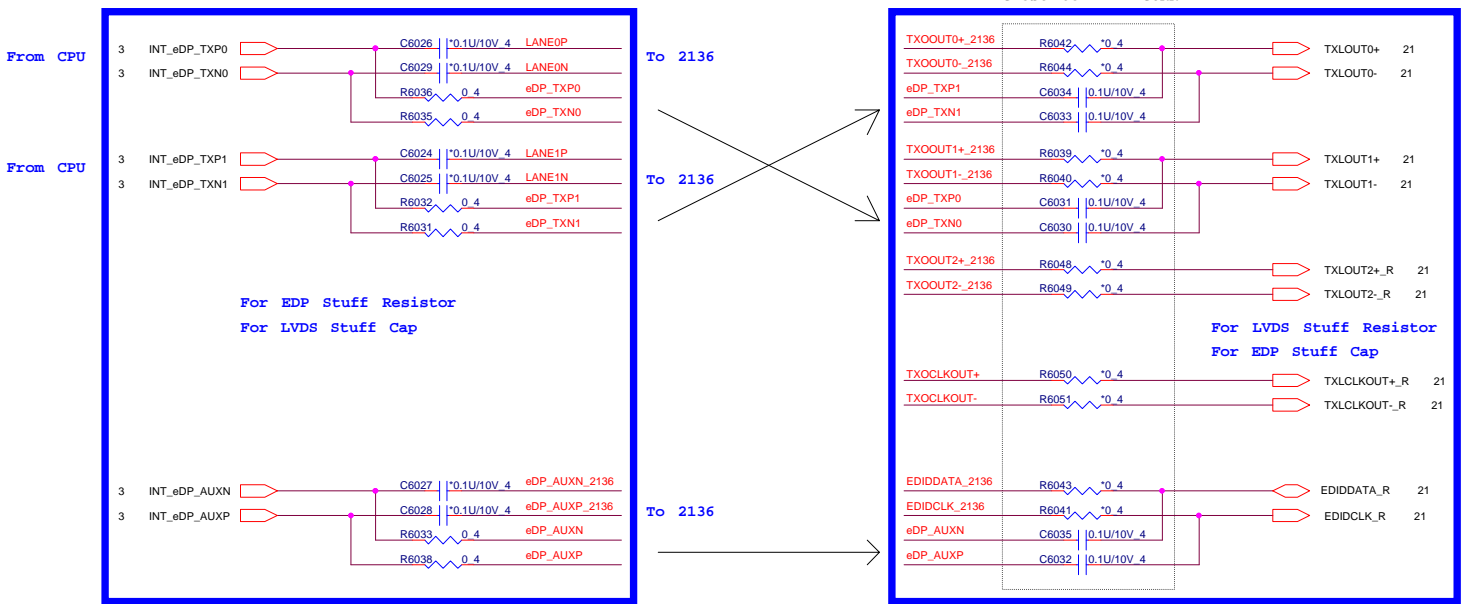 From CPU
3 INT_eDP_TXP0 C6026 *0.1U/10V_4 LANE0P
3 INT_eDP_TXN0 C6029 *0.1U/10V_4 LANE0N
R6036 0_4 eDP_TXP0
R6035 0_4 eDP_TXN0
To 2136
From CPU
3 INT_eDP_TXP1 C6024 *0.1U/10V_4 LANE1P
3 INT_eDP_TXN1 C6025 *0.1U/10V_4 LANE1N
R6032 0_4 eDP_TXP1
R6031 0_4 eDP_TXN1
To 2136
For EDP Stuff Resistor
For LVDS Stuff Cap
3 INT_eDP_AUXN C6027 *0.1U/10V_4 eDP_AUXN_2136
3 INT_eDP_AUXP C6028 *0.1U/10V_4 eDP_AUXP_2136
R6033 0_4 eDP_AUXN
R6038 0_4 eDP_AUXP
To 2136
TXOOUT0+_2136 R6042 *0_4 TXLOUT0+ 21
TXOOUT0-_2136 R6044 *0_4 TXLOUT0- 21
eDP_TXP1 C6034 0.1U/10V_4
eDP_TXN1 C6033 0.1U/10V_4
TXOOUT1+_2136 R6039 *0_4 TXLOUT1+ 21
TXOOUT1-_2136 R6040 *0_4 TXLOUT1- 21
eDP_TXP0 C6031 0.1U/10V_4
eDP_TXN0 C6030 0.1U/10V_4
TXOOUT2+_2136 R6048 *0_4 TXLOUT2+_R 21
TXOOUT2-_2136 R6049 *0_4 TXLOUT2-_R 21
For LVDS Stuff Resistor
For EDP Stuff Cap
TXOCLKOUT+ R6050 *0_4 TXLCLKOUT+_R 21
TXOCLKOUT- R6051 *0_4 TXLCLKOUT-_R 21
EDIDDATA_2136 R6043 *0_4 EDIDDATA_R 21
EDIDCLK_2136 R6041 *0_4 EDIDCLK_R 21
eDP_AUXN C6035 0.1U/10V_4
eDP_AUXP C6032 0.1U/10V_4